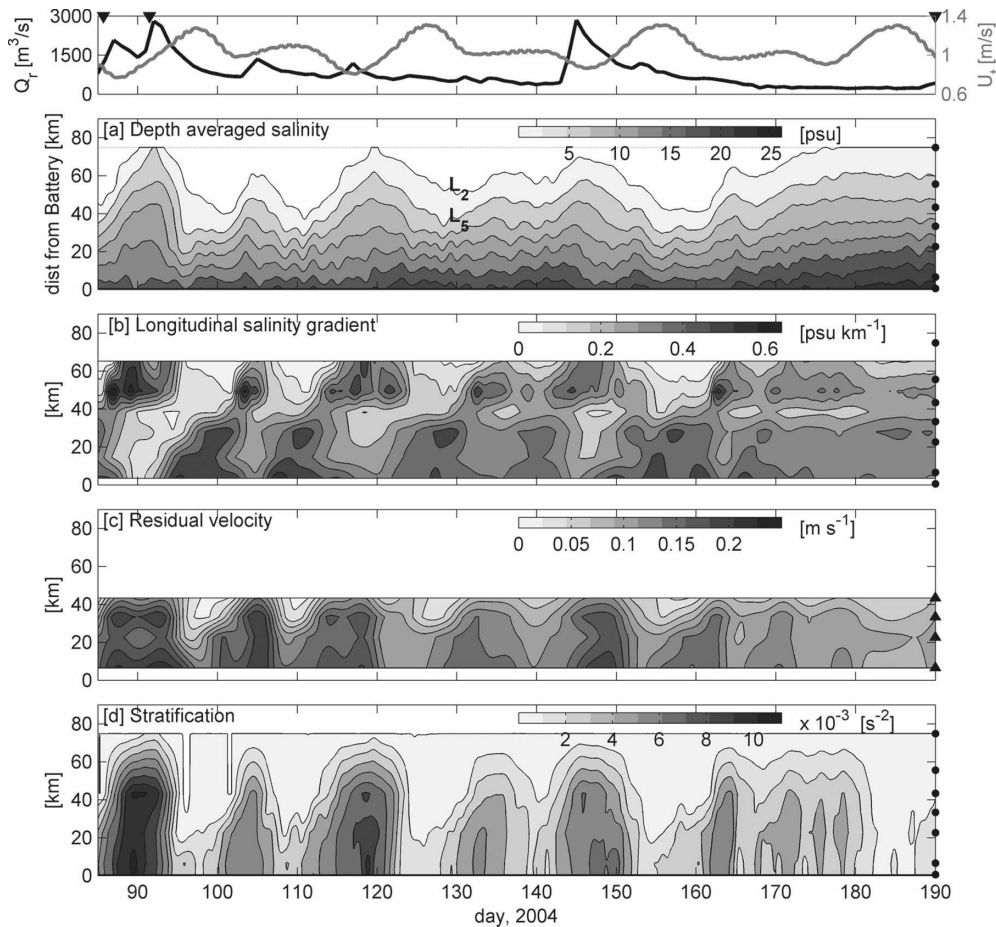 3000
1500
0
Q_r [m³/s]
1.4
1
0.6
U_t [m/s]
[a] Depth averaged salinity
[psu]
5 10 15 20 25
80
60
40
20
0
dist from Battery [km]
L_2
L_5
[b] Longitudinal salinity gradient
[psu km⁻¹]
0 0.2 0.4 0.6
80
60
40
20
0
[km]
[c] Residual velocity
[m s⁻¹]
0 0.05 0.1 0.15 0.2
80
60
40
20
0
[km]
[d] Stratification
x 10⁻³ [s⁻²]
2 4 6 8 10
80
60
40
20
0
[km]
90 100 110 120 130 140 150 160 170 180 190
day, 2004